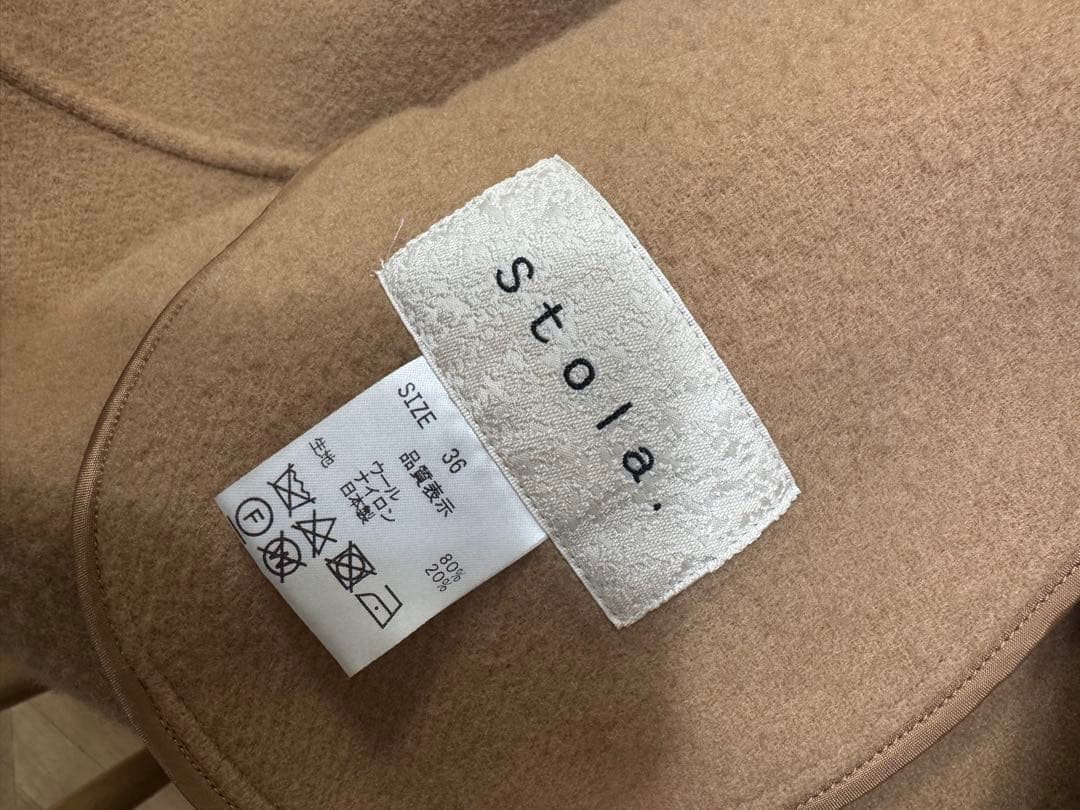 stola.
SIZE 36
品質表示
生地
ウール 80%
ナイロン 20%
日本製
F
W